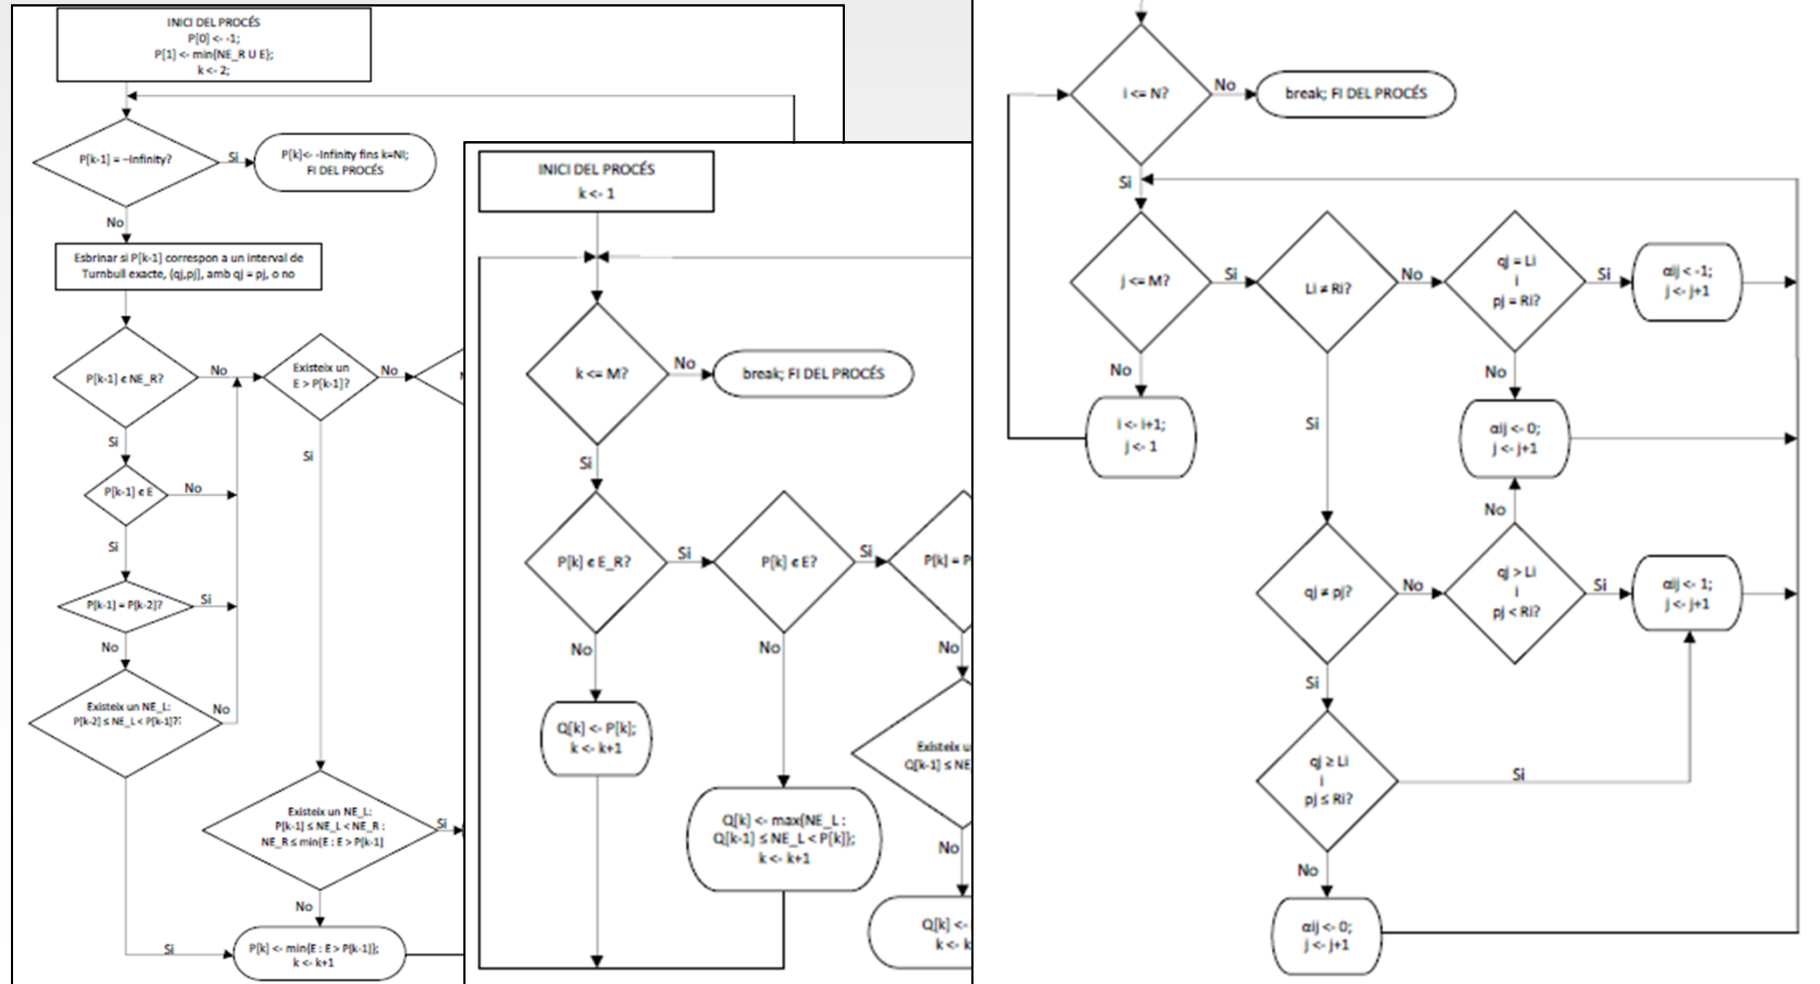 INICI DEL PROCÉS
P[0] <- -1;
P[1] <- min{NE_R U E};
k <- 2;
P[k-1] = –Infinity?
Si
P[k]<- -Infinity fins k=NI;
FI DEL PROCÉS
No
Esbrinar si P[k-1] correspon a un interval de
Turnbull exacte, (qj,pj], amb qj = pj, o no
P[k-1] ϵ NE_R?
No
Existeix un
E > P[k-1]?
No
Si
P[k-1] ϵ E
No
Si
Si
P[k-1] = P[k-2]?
Si
No
Existeix un NE_L:
P[k-2] ≤ NE_L < P[k-1]??
No
Existeix un NE_L:
P[k-1] ≤ NE_L < NE_R :
NE_R ≤ min{E : E > P[k-1]
Si
No
Si
P[k] <- min{E : E > P[k-1]};
k <- k+1
INICI DEL PROCÉS
k <- 1
k <= M?
No
break; FI DEL PROCÉS
Si
P[k] ϵ E_R?
Si
P[k] ϵ E?
Si
P[k] = P
No
No
No
Q[k] <- P[k];
k <- k+1
Existeix u
Q[k-1] ≤ NE
Q[k] <- max{NE_L :
Q[k-1] ≤ NE_L < P[k]};
k <- k+1
No
Q[k] <-
k <- k
i <= N?
No
break; FI DEL PROCÉS
Si
j <= M?
Si
Li ≠ Ri?
No
qj = Li
i
pj = Ri?
Si
αij < -1;
j <- j+1
No
No
i <- i+1;
j <- 1
Si
αij <- 0;
j <- j+1
No
qj ≠ pj?
No
qj > Li
i
pj < Ri?
Si
αij <- 1;
j <- j+1
Si
qj ≥ Li
i
pj ≤ Ri?
Si
No
αij <- 0;
j <- j+1